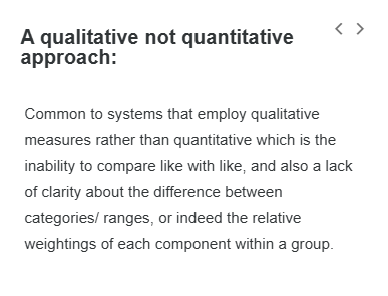 A qualitative not quantitative
approach:
Common to systems that employ qualitative
measures rather than quantitative which is the
inability to compare like with like, and also a lack
of clarity about the difference between
categories/ ranges, or indeed the relative
weightings of each component within a group.